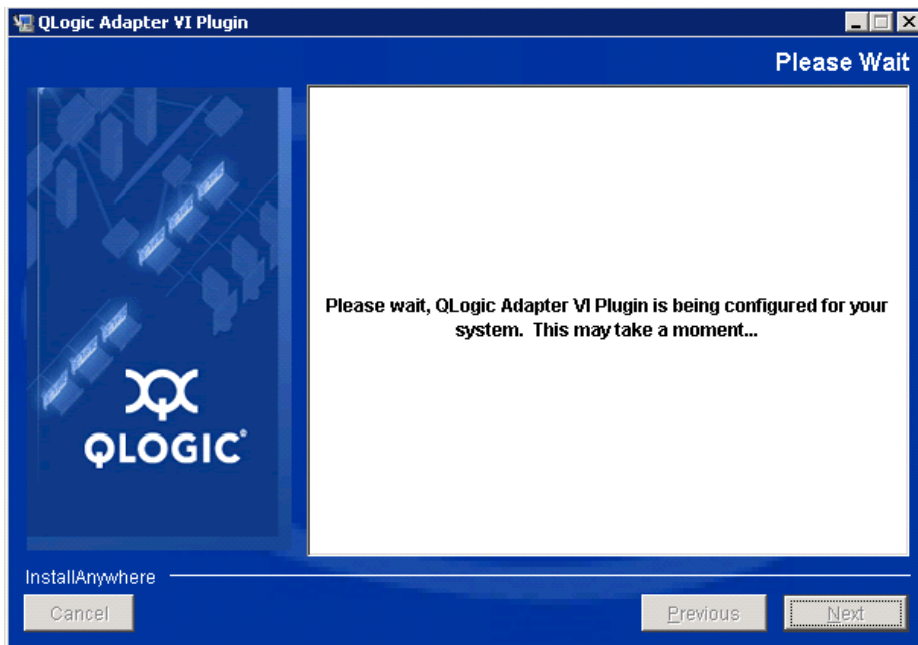 QLogic Adapter VI Plugin
Please Wait
Please wait, QLogic Adapter VI Plugin is being configured for your
system. This may take a moment...
QLOGIC®
InstallAnywhere
Cancel
Previous
Next